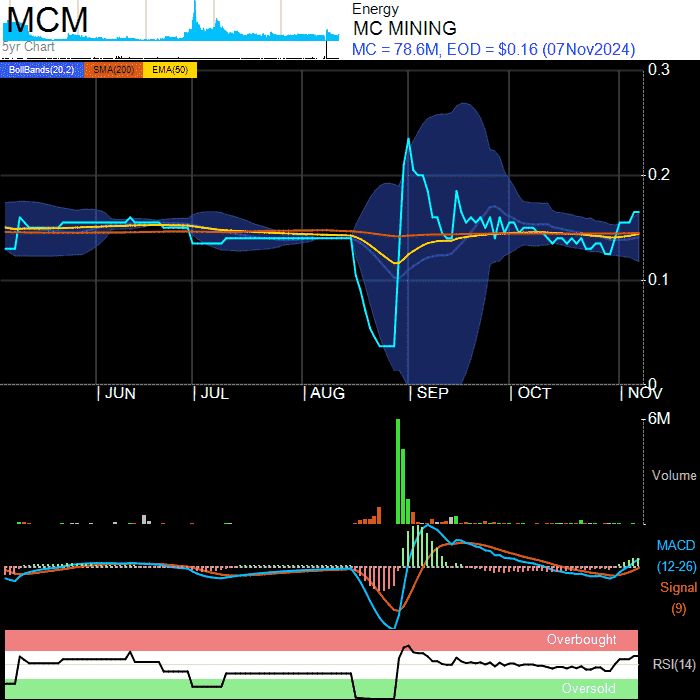 MCM
5yr Chart
Energy
MC MINING
MC = 78.6M, EOD = $0.16 (07Nov2024)
BollBands(20,2) SMA(200) EMA(50)
0.3
0.2
0.1
0
JUN JUL AUG SEP OCT NOV
6M
Volume
MACD
(12-26)
Signal
(9)
Overbought
RSI(14)
Oversold